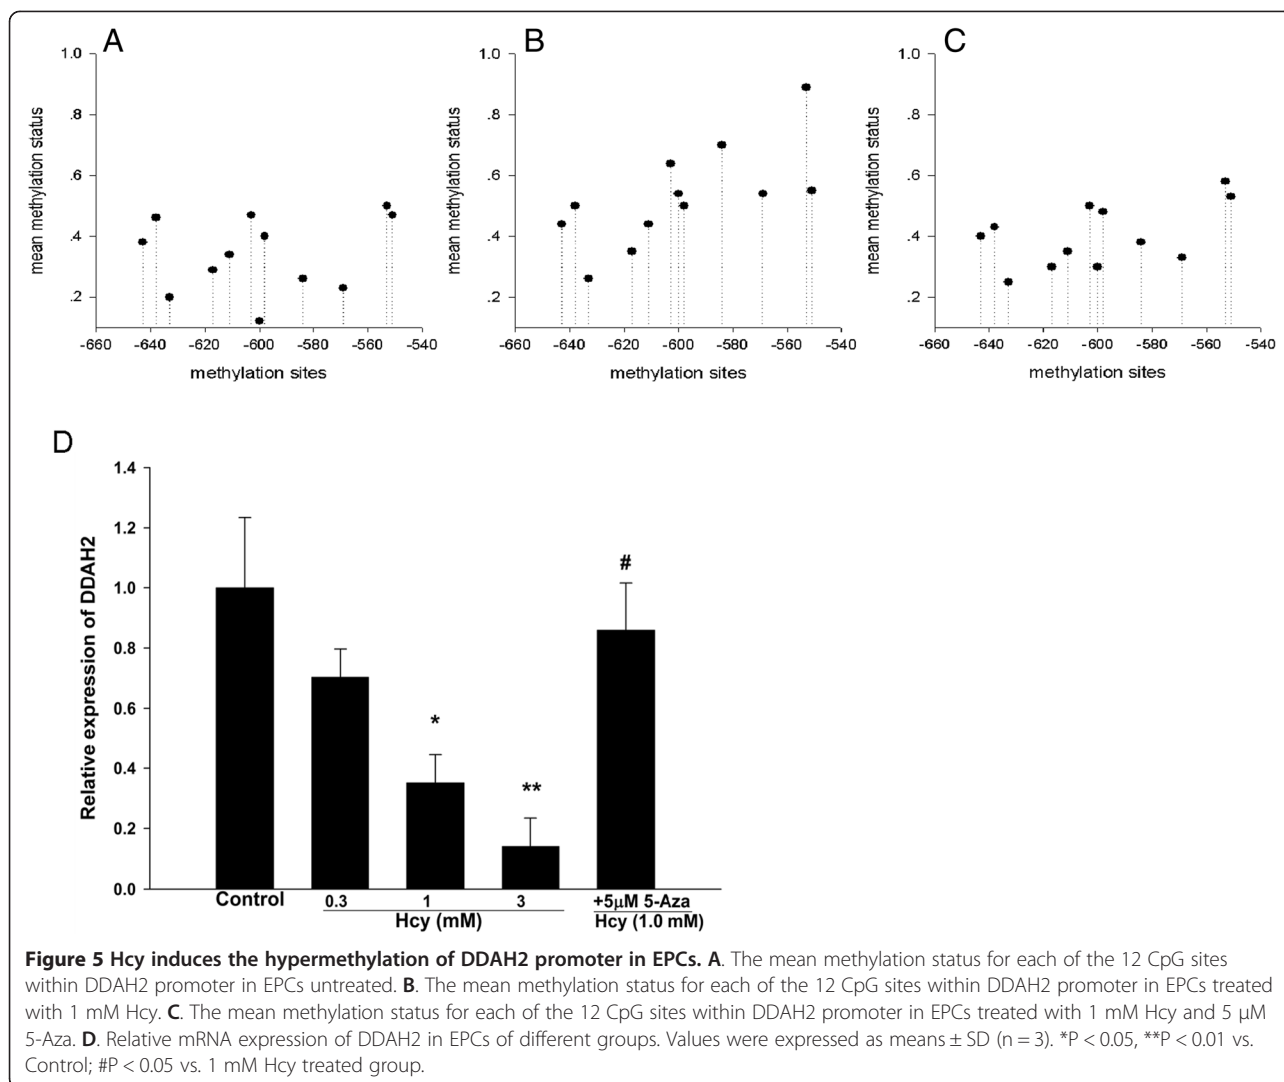 A
1.0
.8
.6
.4
.2
mean methylation status
-660 -640 -620 -600 -580 -560 -540
methylation sites
B
1.0
.8
.6
.4
.2
mean methylation status
-660 -640 -620 -600 -580 -560 -540
methylation sites
C
1.0
.8
.6
.4
.2
mean methylation status
-660 -640 -620 -600 -580 -560 -540
methylation sites
D
1.4
1.2
1.0
0.8
0.6
0.4
0.2
0.0
Relative expression of DDAH2
*
**
#
Control 0.3 1 3 +5μM 5-Aza
Hcy (mM) Hcy (1.0 mM)
Figure 5 Hcy induces the hypermethylation of DDAH2 promoter in EPCs. A. The mean methylation status for each of the 12 CpG sites
within DDAH2 promoter in EPCs untreated. B. The mean methylation status for each of the 12 CpG sites within DDAH2 promoter in EPCs treated
with 1 mM Hcy. C. The mean methylation status for each of the 12 CpG sites within DDAH2 promoter in EPCs treated with 1 mM Hcy and 5 μM
5-Aza. D. Relative mRNA expression of DDAH2 in EPCs of different groups. Values were expressed as means ± SD (n = 3). *P < 0.05, **P < 0.01 vs.
Control; #P < 0.05 vs. 1 mM Hcy treated group.